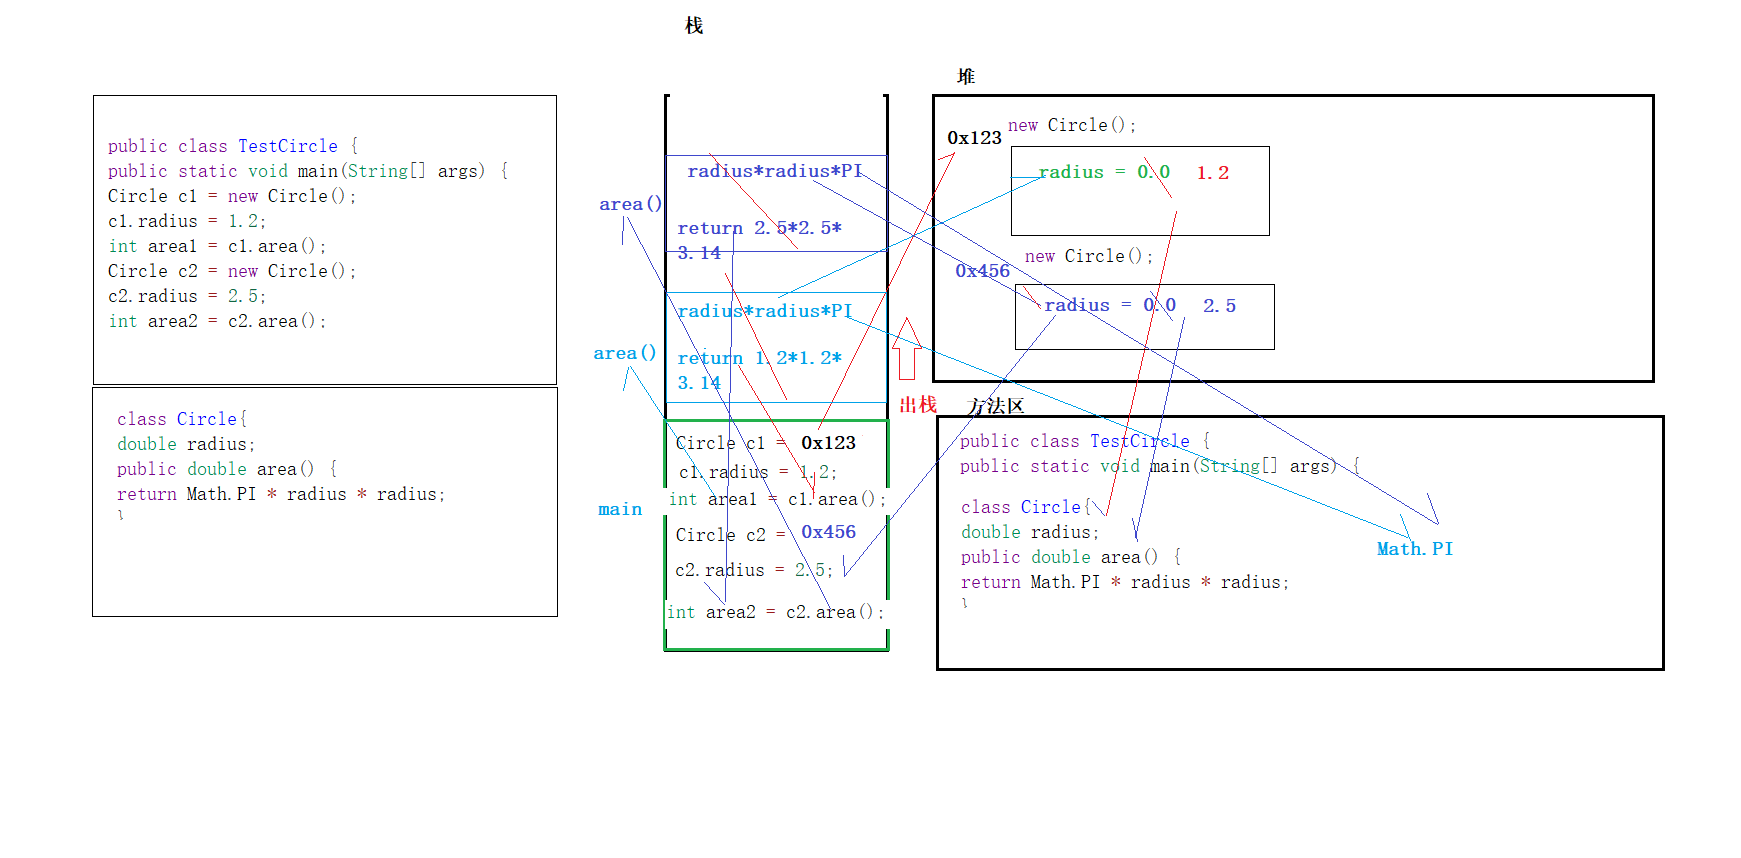 栈
堆
public class TestCircle {
public static void main(String[] args) {
Circle c1 = new Circle();
c1.radius = 1.2;
int area1 = c1.area();
Circle c2 = new Circle();
c2.radius = 2.5;
int area2 = c2.area();
class Circle{
double radius;
public double area() {
return Math.PI * radius * radius;
}
area()
radius*radius*PI
return 2.5*2.5*
3.14
area()
radius*radius*PI
return 1.2*1.2*
3.14
出栈
main
Circle c1 = 0x123
c1.radius = 1.2;
int area1 = c1.area();
Circle c2 = 0x456
c2.radius = 2.5;
int area2 = c2.area();
0x123
new Circle();
radius = 0.0 1.2
new Circle();
0x456
radius = 0.0 2.5
方法区
public class TestCircle {
public static void main(String[] args) {
class Circle{
double radius;
public double area() {
return Math.PI * radius * radius;
}
Math.PI